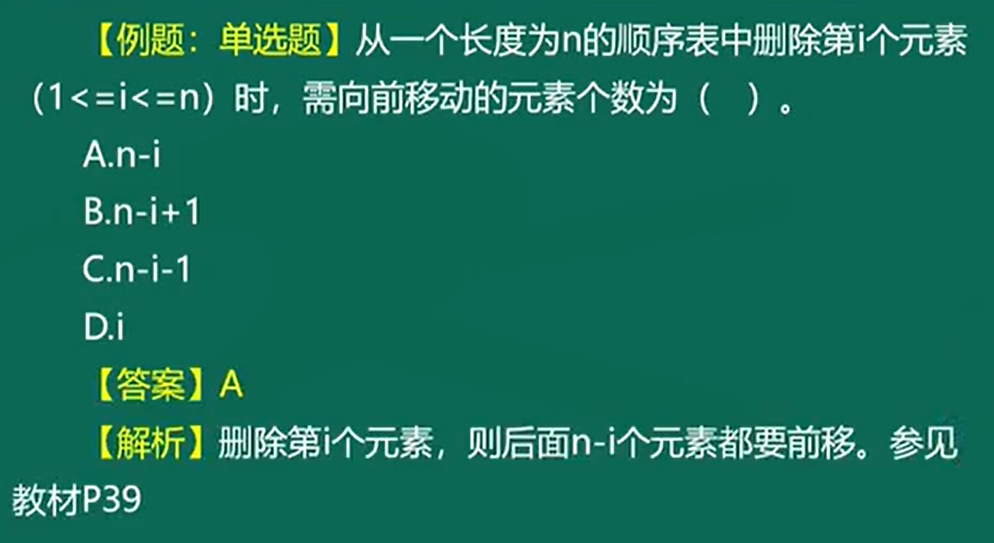 【例题：单选题】从一个长度为n的顺序表中删除第i个元素
（1<=i<=n）时，需向前移动的元素个数为（ ）。
A.n-i
B.n-i+1
C.n-i-1
D.i
【答案】A
【解析】删除第i个元素，则后面n-i个元素都要前移。参见
教材P39